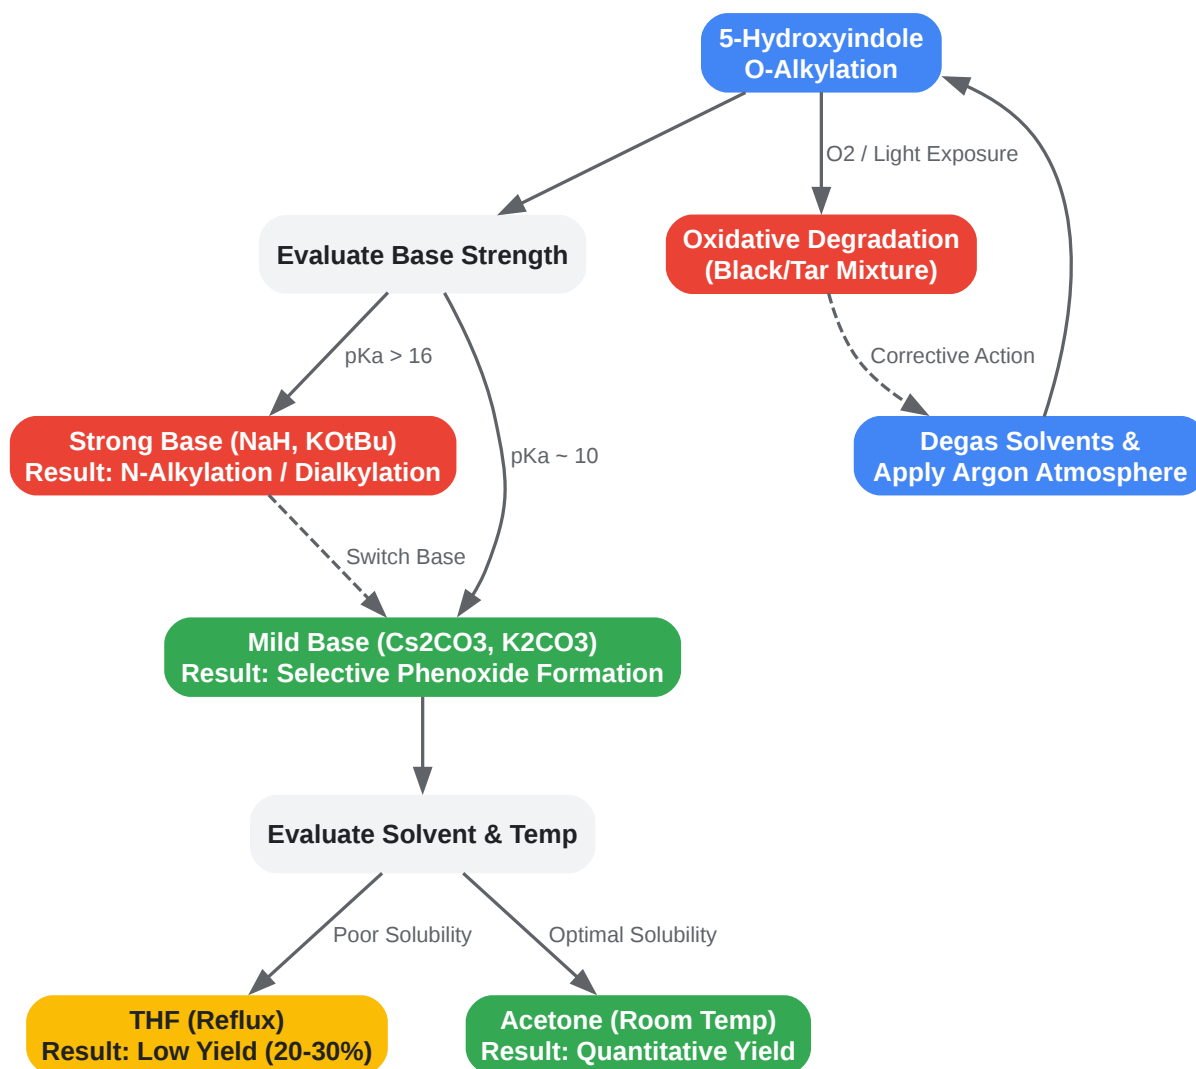 5-Hydroxyindole
O-Alkylation
O2 / Light Exposure
Evaluate Base Strength
Oxidative Degradation
(Black/Tar Mixture)
pKa > 16
Corrective Action
Strong Base (NaH, KOtBu)
Result: N-Alkylation / Dialkylation
pKa ~ 10
Degas Solvents &
Apply Argon Atmosphere
Switch Base
Mild Base (Cs2CO3, K2CO3)
Result: Selective Phenoxide Formation
Evaluate Solvent & Temp
Poor Solubility
Optimal Solubility
THF (Reflux)
Result: Low Yield (20-30%)
Acetone (Room Temp)
Result: Quantitative Yield